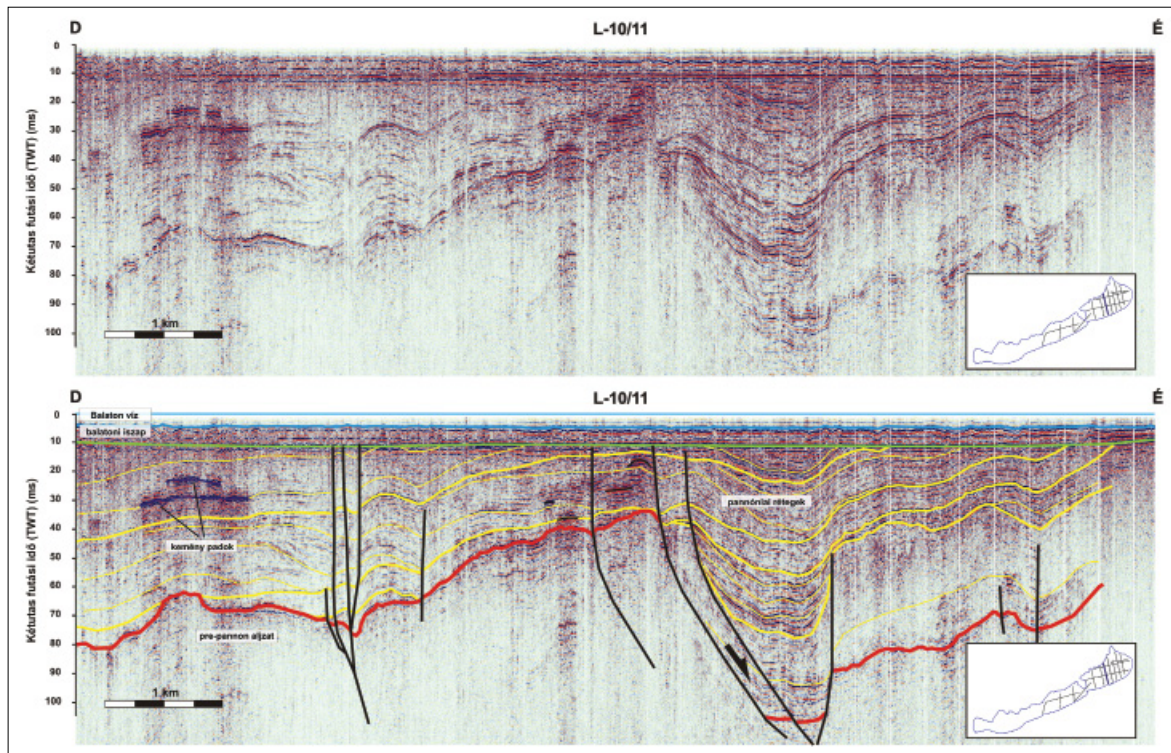 D L-10/11 É
Kétutas futási idő (TWT) (ms)
0
10
20
30
40
50
60
70
80
90
100
1 km
D L-10/11 É
Kétutas futási idő (TWT) (ms)
0
10
20
30
40
50
60
70
80
90
100
Balaton víz
balatoni iszap
pannóniai rétegek
kemény padok
pre-pannon aljzat
1 km